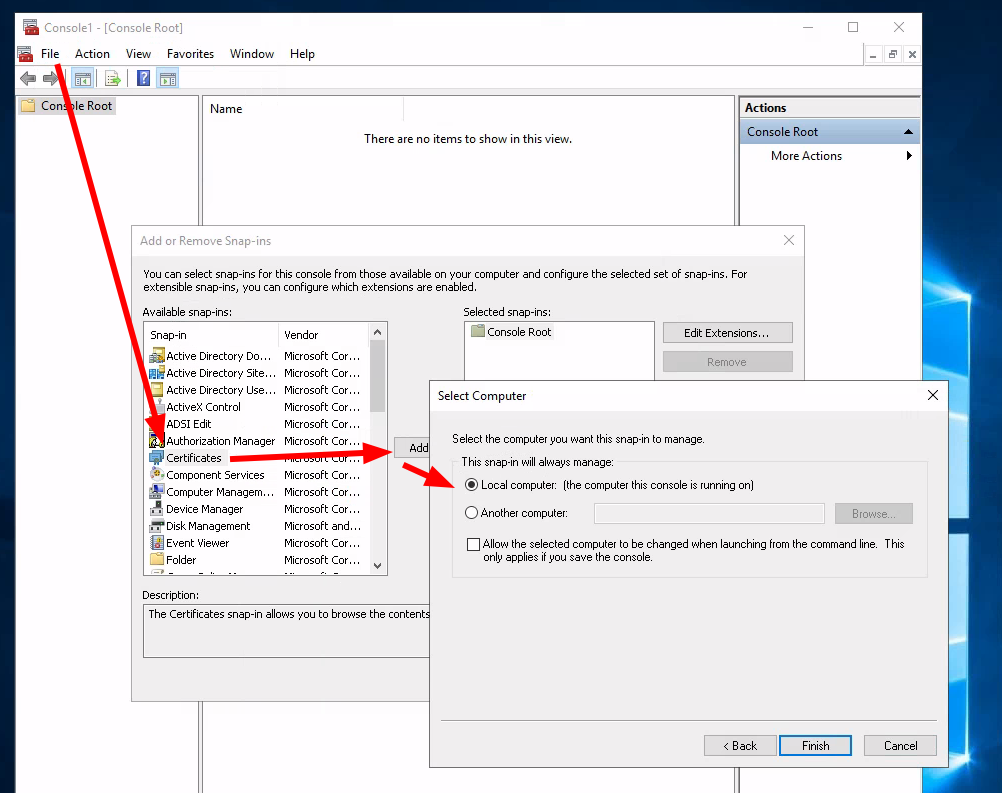 Console1 - [Console Root]
File Action View Favorites Window Help
Console Root
Name
There are no items to show in this view.
Actions
Console Root
More Actions
Add or Remove Snap-ins
You can select snap-ins for this console from those available on your computer and configure the selected set of snap-ins. For
extensible snap-ins, you can configure which extensions are enabled.
Available snap-ins:
Snap-in Vendor
Active Directory Do... Microsoft Cor...
Active Directory Site... Microsoft Cor...
Active Directory Use... Microsoft Cor...
ActiveX Control Microsoft Cor...
ADSI Edit Microsoft Cor...
Authorization Manager Microsoft Cor...
Certificates Microsoft Cor...
Component Services Microsoft Cor...
Computer Managem... Microsoft Cor...
Device Manager Microsoft Cor...
Disk Management Microsoft and...
Event Viewer Microsoft Cor...
Folder Microsoft Cor...
Selected snap-ins:
Console Root
Edit Extensions...
Remove
Add
Description:
The Certificates snap-in allows you to browse the contents
Select Computer
Select the computer you want this snap-in to manage.
This snap-in will always manage:
Local computer: (the computer this console is running on)
Another computer:
Browse...
Allow the selected computer to be changed when launching from the command line. This
only applies if you save the console.
< Back
Finish
Cancel